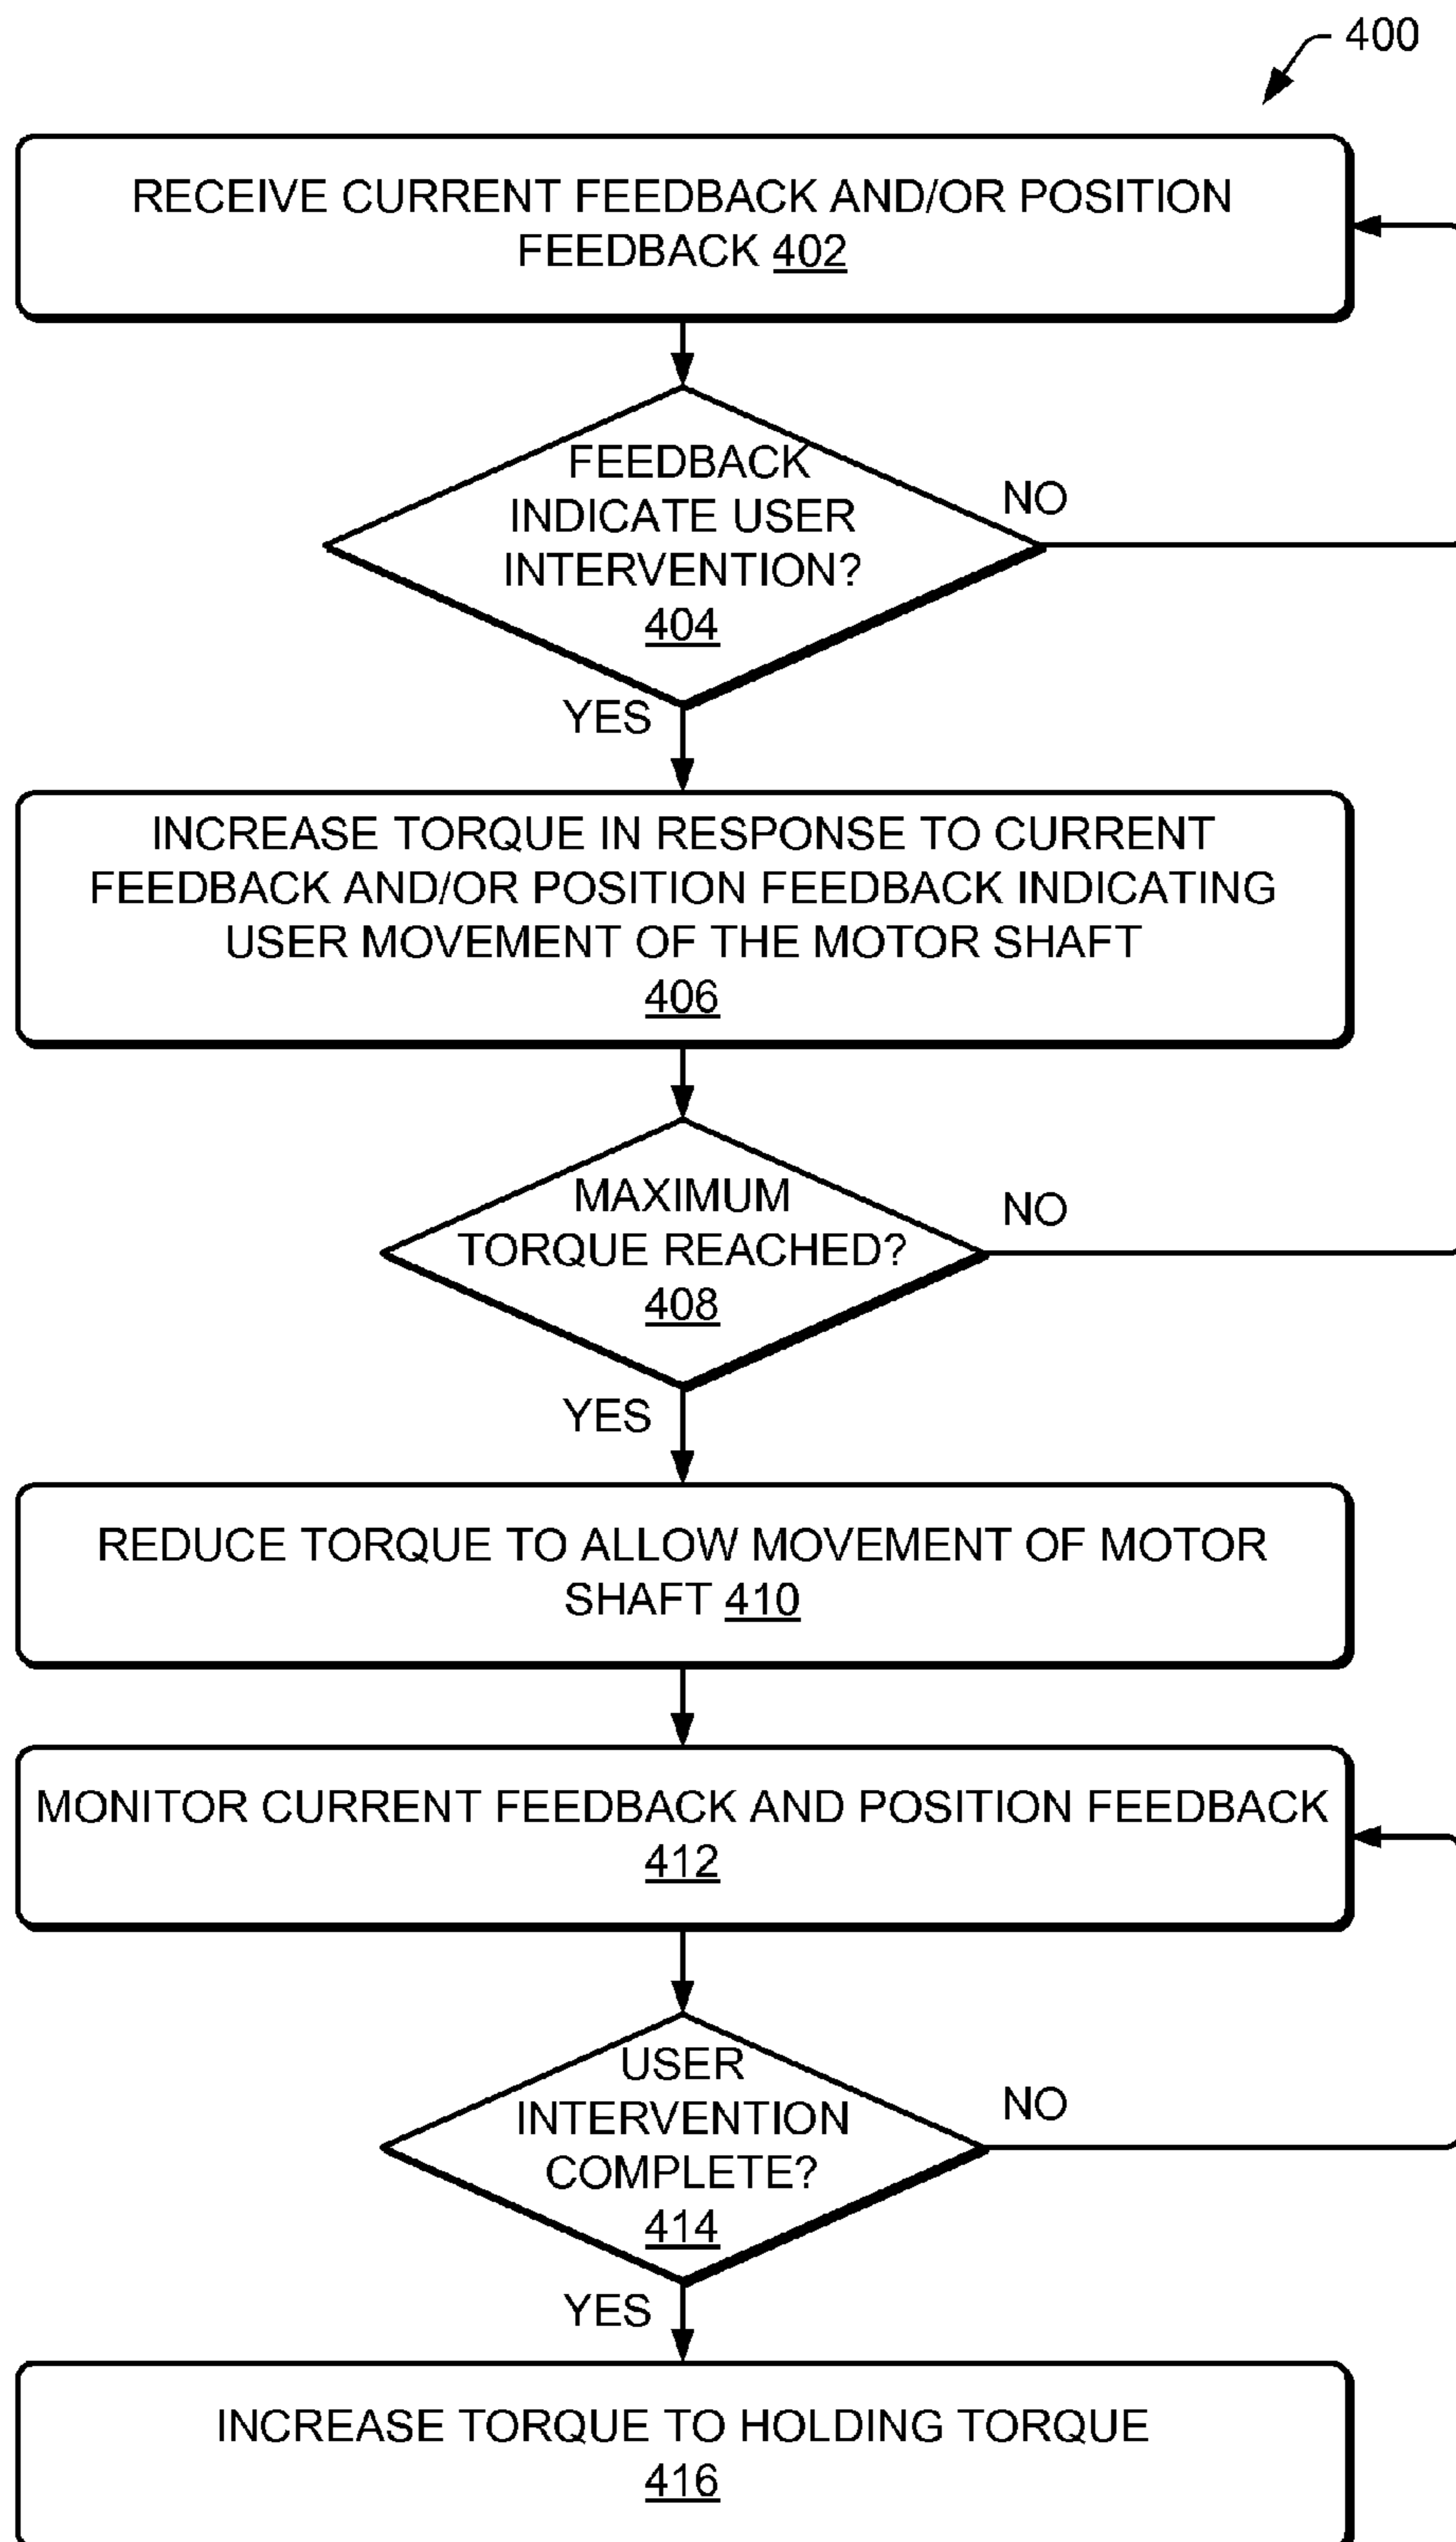 400
RECEIVE CURRENT FEEDBACK AND/OR POSITION
FEEDBACK 402
FEEDBACK
INDICATE USER
INTERVENTION?
404
NO
YES
INCREASE TORQUE IN RESPONSE TO CURRENT
FEEDBACK AND/OR POSITION FEEDBACK INDICATING
USER MOVEMENT OF THE MOTOR SHAFT
406
MAXIMUM
TORQUE REACHED?
408
NO
YES
REDUCE TORQUE TO ALLOW MOVEMENT OF MOTOR
SHAFT 410
MONITOR CURRENT FEEDBACK AND POSITION FEEDBACK
412
USER
INTERVENTION
COMPLETE?
414
NO
YES
INCREASE TORQUE TO HOLDING TORQUE
416